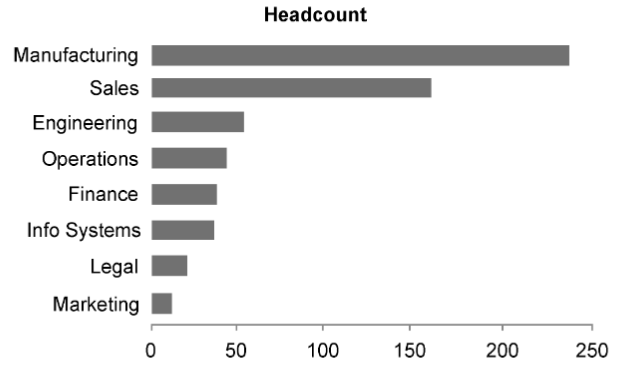 Headcount
Manufacturing
Sales
Engineering
Operations
Finance
Info Systems
Legal
Marketing
0 50 100 150 200 250